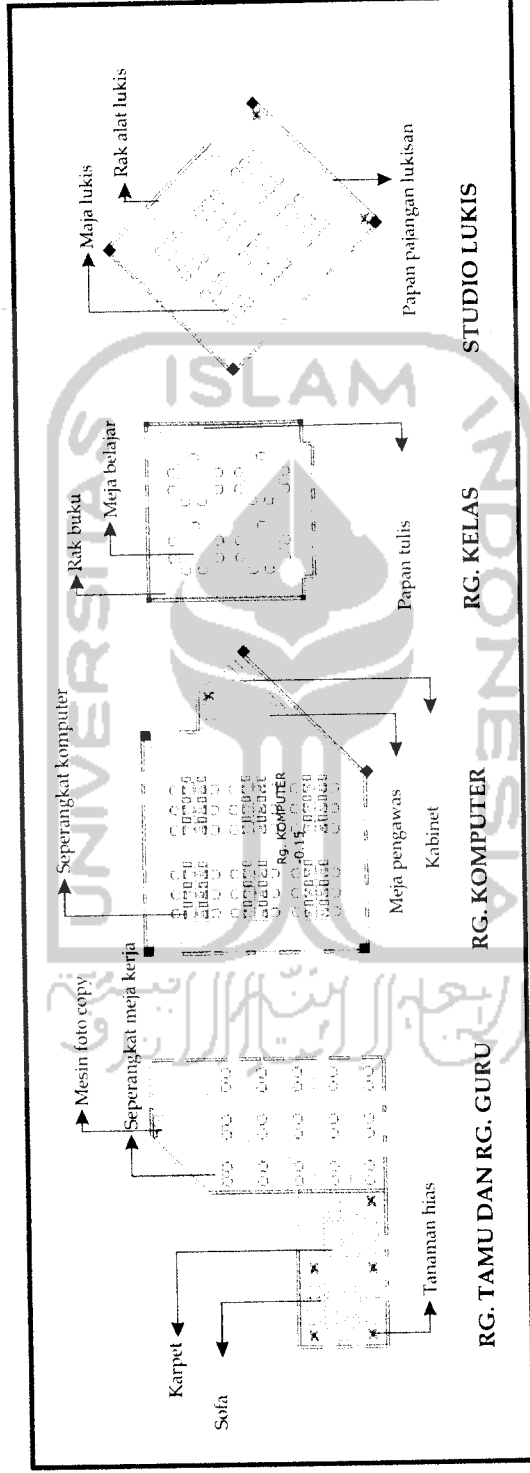 Karpet
Sofa
Mesin foto copy
Seperangkat meja kerja
Tanaman hias
RG. TAMU DAN RG. GURU
Seperangkat komputer
Rg. KOMPUTER
-0.15
Meja pengawas
Kabinet
RG. KOMPUTER
Rak buku
Meja belajar
Papan tulis
RG. KELAS
Maja lukis
Rak alat lukis
Papan pajangan lukisan
STUDIO LUKIS
UNIVERSITAS
ISLAM
INDONESIA